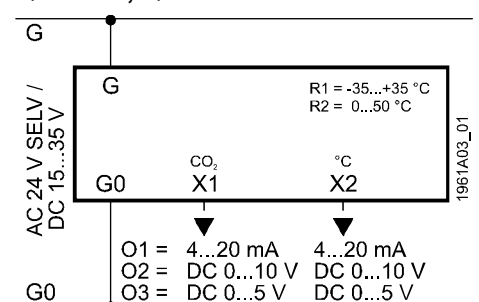 G
G
R1 = -35...+35 °C
R2 = 0...50 °C
AC 24 V SELV /
DC 15...35 V
1961A03_01
CO₂
°C
G0
X1
X2
O1 = 4...20 mA 4...20 mA
O2 = DC 0...10 V DC 0...10 V
G0
O3 = DC 0...5 V DC 0...5 V